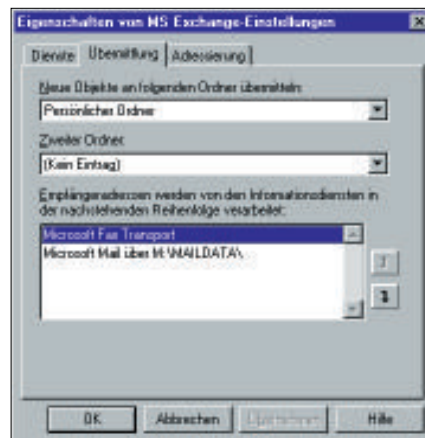 Eigenschaften von MS Exchange-Einstellungen
Dienste Übermittlung Adressierung
Neue Objekte an folgenden Ordner übermitteln:
Persönlicher Ordner
Zweiter Ordner:
(Kein Eintrag)
Empfängeradressen werden von den Informationsdiensten in
der nachstehenden Reihenfolge verarbeitet:
Microsoft Fax Transport
Microsoft Mail über M:\MAILDATA\
OK Abbrechen Übernehmen Hilfe